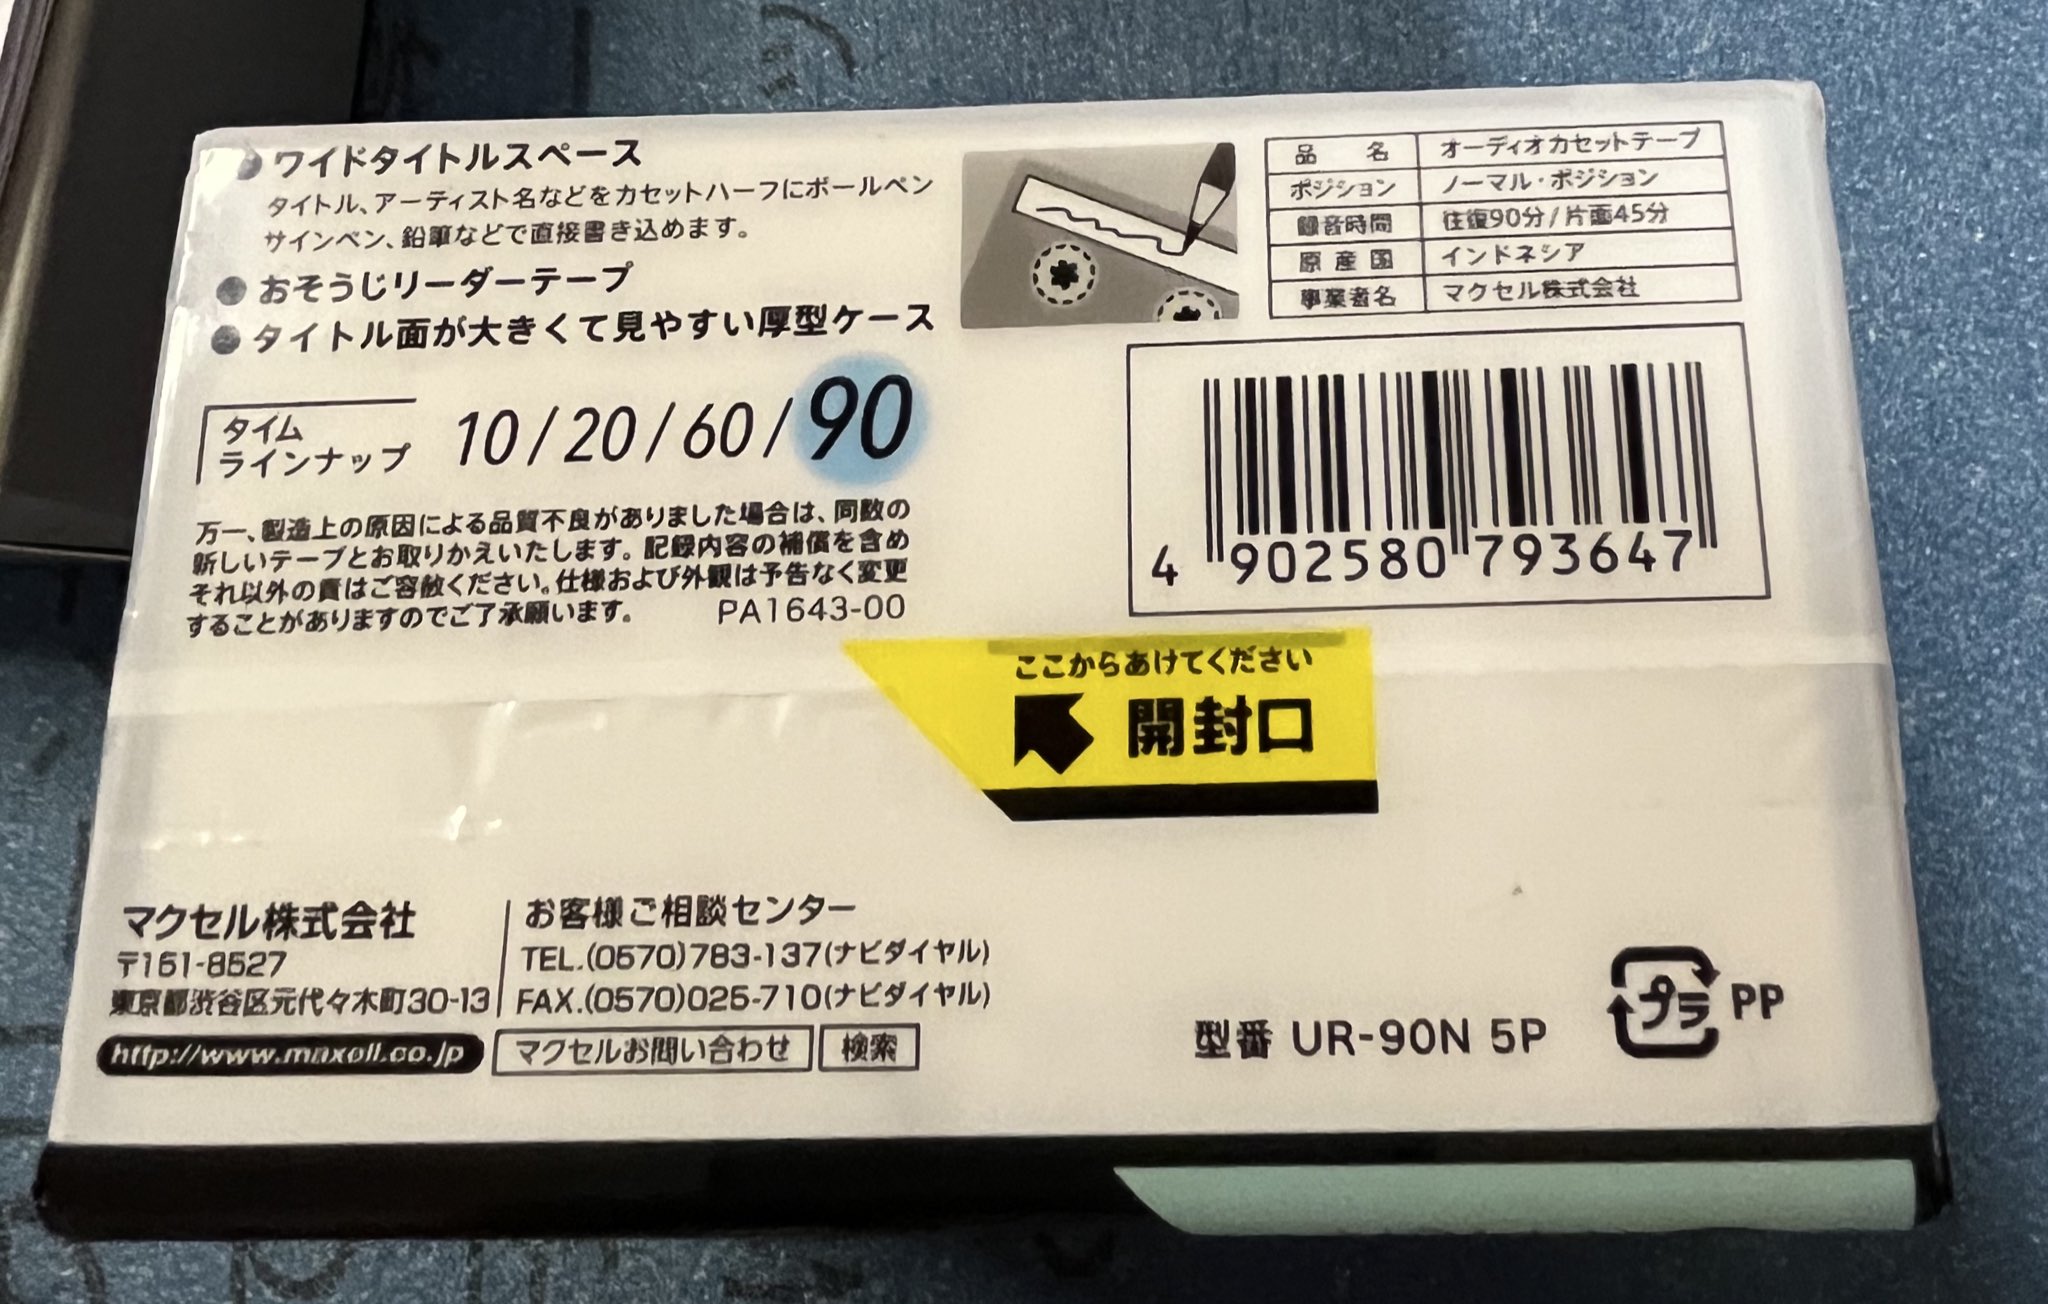 ● ワイドタイトルスペース
タイトル、アーティスト名などをカセットハーフにボールペン
サインペン、鉛筆などで直接書き込めます。
● おそうじリーダーテープ
● タイトル面が大きくて見やすい厚型ケース
タイム
ラインナップ
10/20/60/90
万一、製造上の原因による品質不良がありました場合は、同数の
新しいテープとお取りかえいたします。記録内容の補償を含め
それ以外の責はご容赦ください。仕様および外観は予告なく変更
することがありますのでご了承願います。 PA1643-00
品名 オーディオカセットテープ
ポジション ノーマル・ポジション
録音時間 往復90分/片面45分
原産国 インドネシア
事業者名 マクセル株式会社
4 902580 793647
ここからあけてください
開封口
マクセル株式会社
〒151-8527
東京都渋谷区元代々木町30-13
http://www.maxell.co.jp
お客様ご相談センター
TEL.(0570)783-137(ナビダイヤル)
FAX.(0570)025-710(ナビダイヤル)
マクセルお問い合わせ 検索
型番 UR-90N 5P
プラ PP